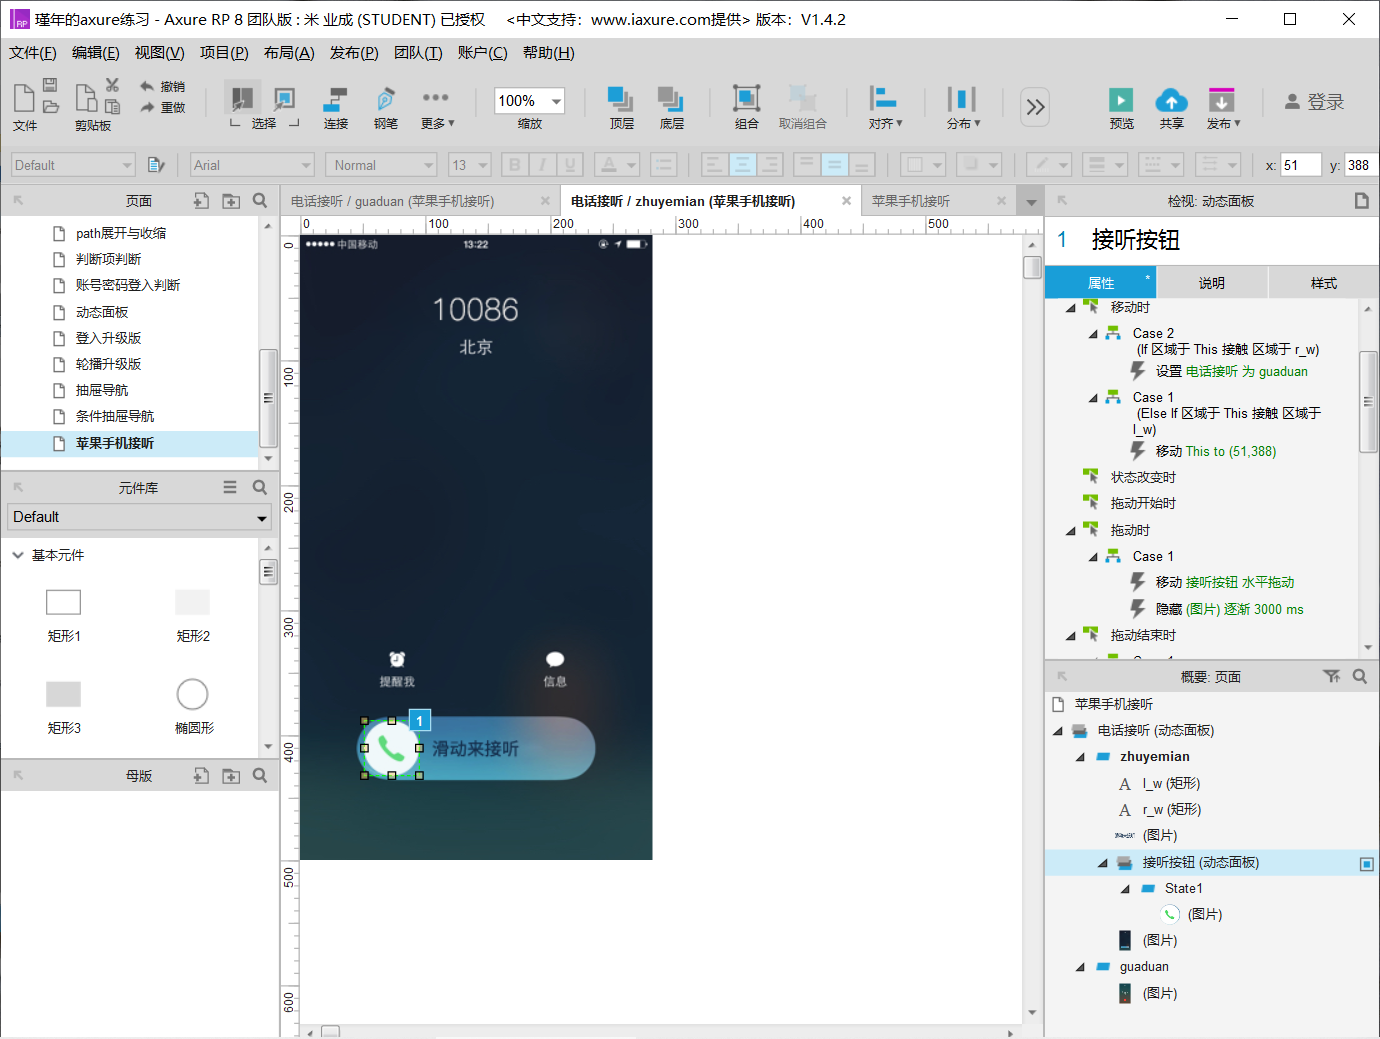 瑾年的axure练习 - Axure RP 8 团队版 : 米 业成 (STUDENT) 已授权 <中文支持：www.iaxure.com提供> 版本：V1.4.2
文件(F) 编辑(E) 视图(V) 项目(P) 布局(A) 发布(P) 团队(T) 账户(C) 帮助(H)
撤销
重做
文件 剪贴板 选择 连接 钢笔 更多▼ 100% 缩放 顶层 底层 组合 取消组合 对齐▼ 分布▼ 预览 共享 发布▼ 登录
Default Arial Normal 13 B I U A x: 51 y: 388
页面
path展开与收缩
判断项判断
账号密码登入判断
动态面板
登入升级版
轮播升级版
抽屉导航
条件抽屉导航
苹果手机接听
元件库
Default
基本元件
矩形1 矩形2
矩形3 椭圆形
母版
电话接听 / guaduan (苹果手机接听) 电话接听 / zhuyemian (苹果手机接听) 苹果手机接听
0 100 200 300 400 500
0
100
200
300
400
500
600
中国移动 13:22
10086
北京
提醒我 信息
1
滑动来接听
检视: 动态面板
1 接听按钮
属性 * 说明 样式
移动时
Case 2
(If 区域于 This 接触 区域于 r_w)
设置 电话接听 为 guaduan
Case 1
(Else If 区域于 This 接触 区域于
l_w)
移动 This to (51,388)
状态改变时
拖动开始时
拖动时
Case 1
移动 接听按钮 水平拖动
隐藏 (图片) 逐渐 3000 ms
拖动结束时
概要: 页面
苹果手机接听
电话接听 (动态面板)
zhuyemian
A l_w (矩形)
A r_w (矩形)
(图片)
接听按钮 (动态面板)
State1
(图片)
(图片)
guaduan
(图片)